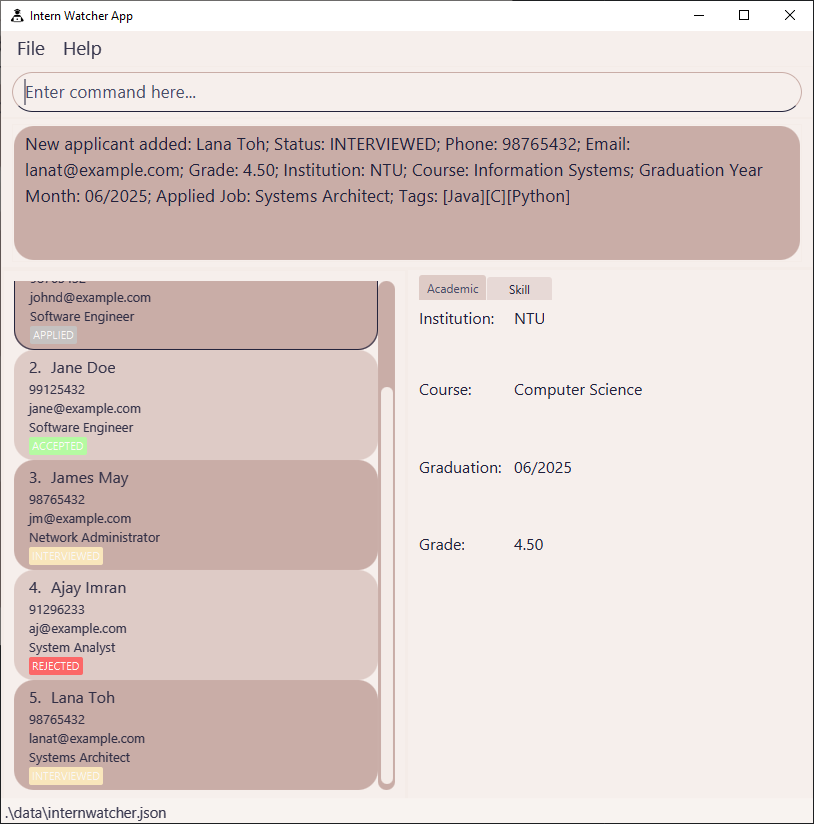 Intern Watcher App
File Help
Enter command here...
New applicant added: Lana Toh; Status: INTERVIEWED; Phone: 98765432; Email:
lanat@example.com; Grade: 4.50; Institution: NTU; Course: Information Systems; Graduation Year
Month: 06/2025; Applied Job: Systems Architect; Tags: [Java][C][Python]
98765432
johnd@example.com
Software Engineer
APPLIED
2. Jane Doe
99125432
jane@example.com
Software Engineer
ACCEPTED
3. James May
98765432
jm@example.com
Network Administrator
INTERVIEWED
4. Ajay Imran
91296233
aj@example.com
System Analyst
REJECTED
5. Lana Toh
98765432
lanat@example.com
Systems Architect
INTERVIEWED
Academic Skill
Institution: NTU
Course: Computer Science
Graduation: 06/2025
Grade: 4.50
.\data\internwatcher.json